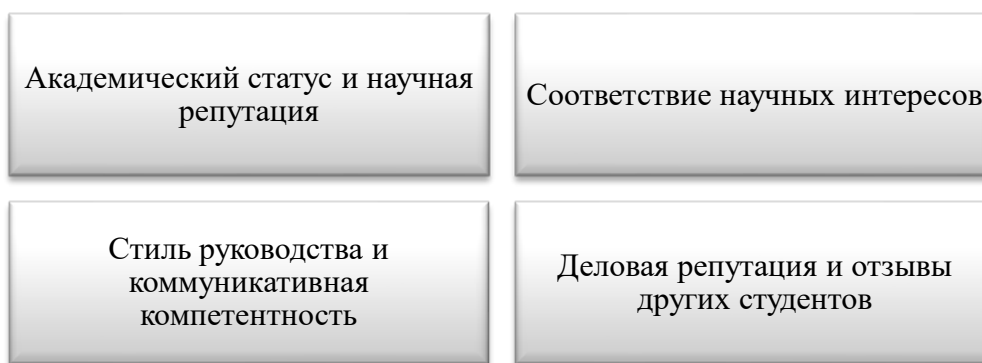 Академический статус и научная
репутация
Соответствие научных интересов
Стиль руководства и
коммуникативная
компетентность
Деловая репутация и отзывы
других студентов